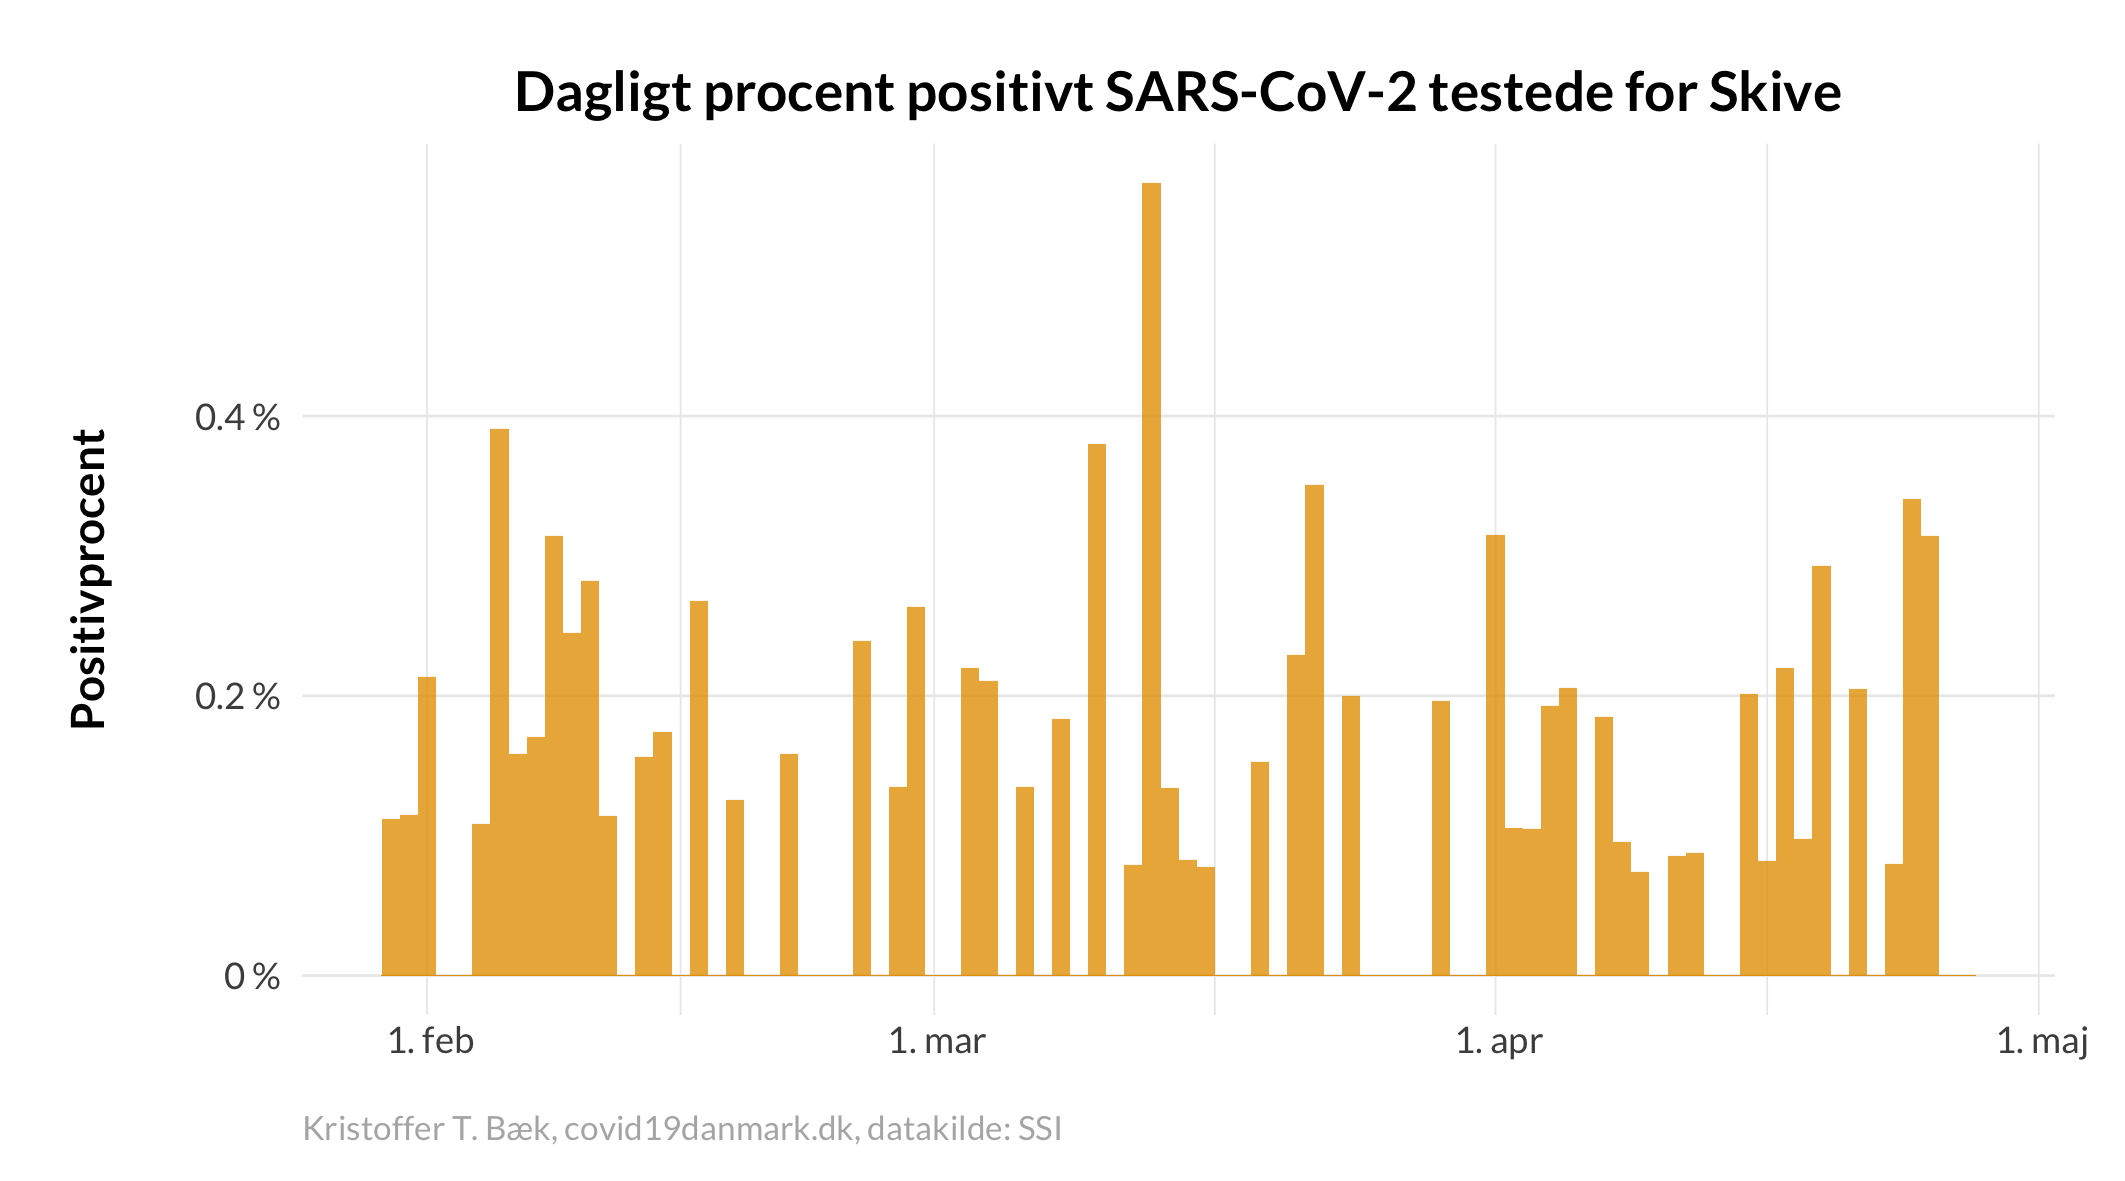 Dagligt procent positivt SARS-CoV-2 testede for Skive
Positivprocent
0.4 %
0.2 %
0 %
1. feb
1. mar
1. apr
1. maj
Kristoffer T. Bæk, covid19danmark.dk, datakilde: SSI